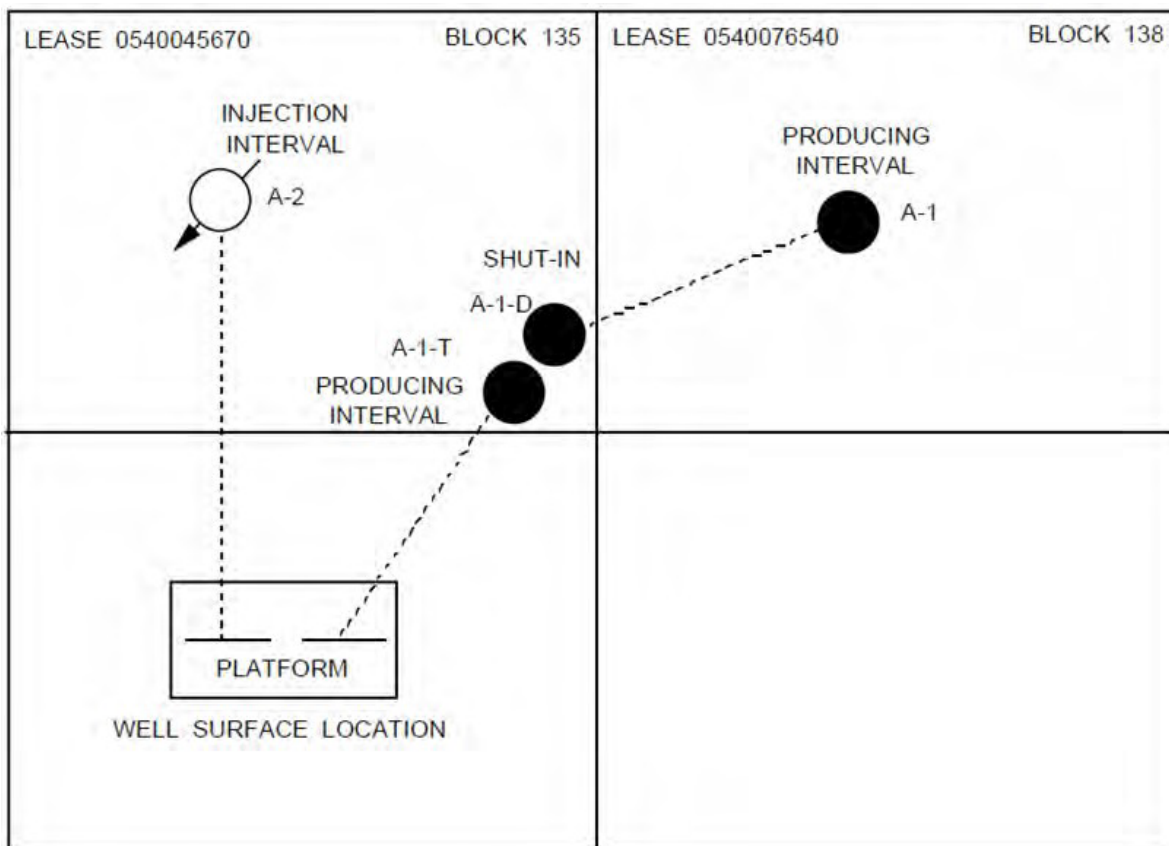 LEASE 0540045670
BLOCK 135
LEASE 0540076540
BLOCK 138
INJECTION
INTERVAL
A-2
PRODUCING
INTERVAL
A-1
SHUT-IN
A-1-D
A-1-T
PRODUCING
INTERVAL
PLATFORM
WELL SURFACE LOCATION